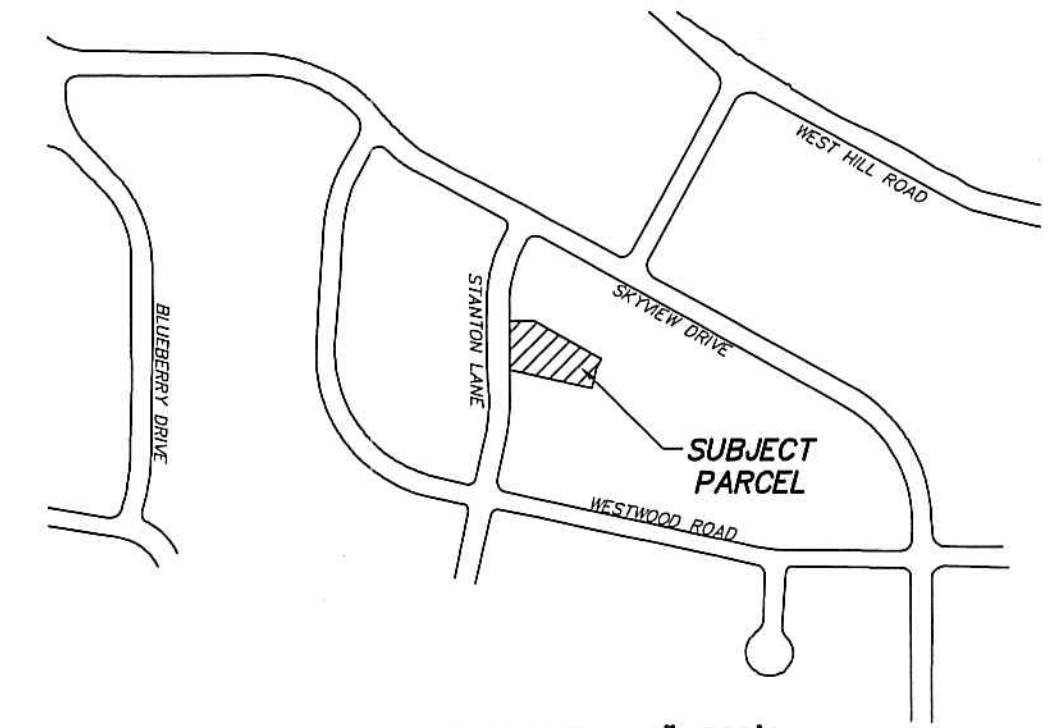 WEST HILL ROAD
SKYVIEW DRIVE
STANTON LANE
BLUEBERRY DRIVE
SUBJECT
PARCEL
WESTWOOD ROAD